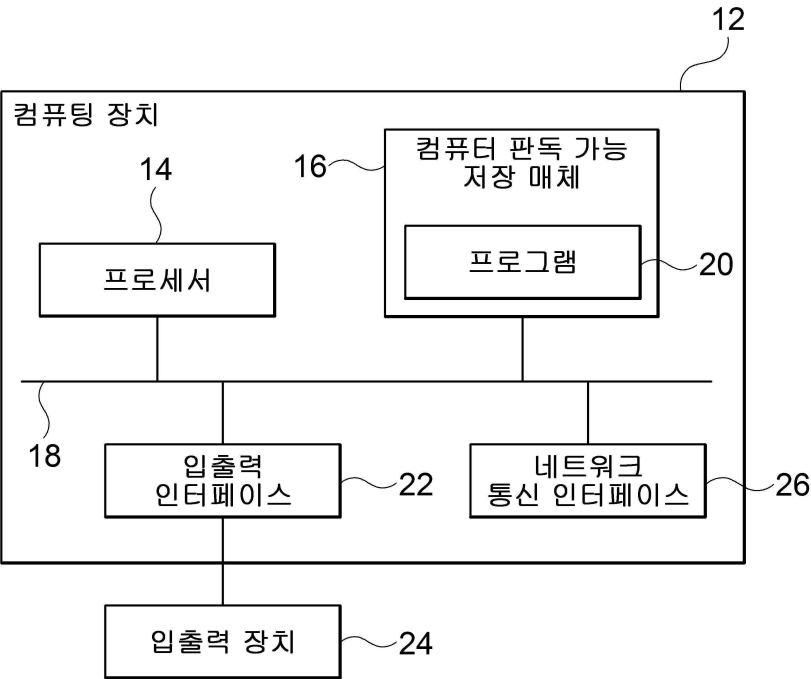 12
컴퓨팅 장치
14
프로세서
16
컴퓨터 판독 가능
저장 매체
프로그램
20
18
입출력
인터페이스
22
네트워크
통신 인터페이스
26
입출력 장치
24